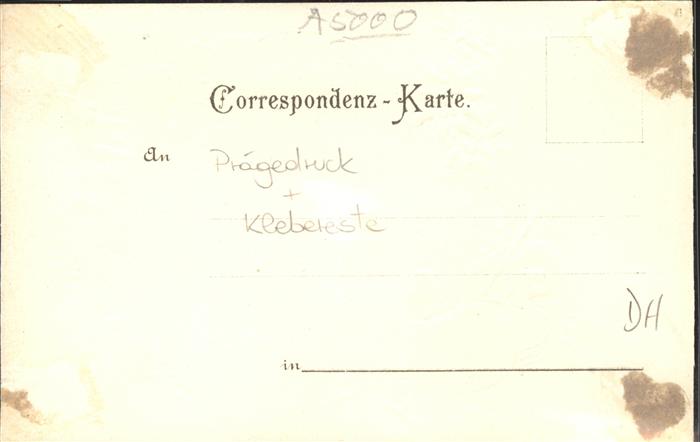 A5000
Correspondenz-Karte.
An Prägedruck
+
Klebereste
DH
in